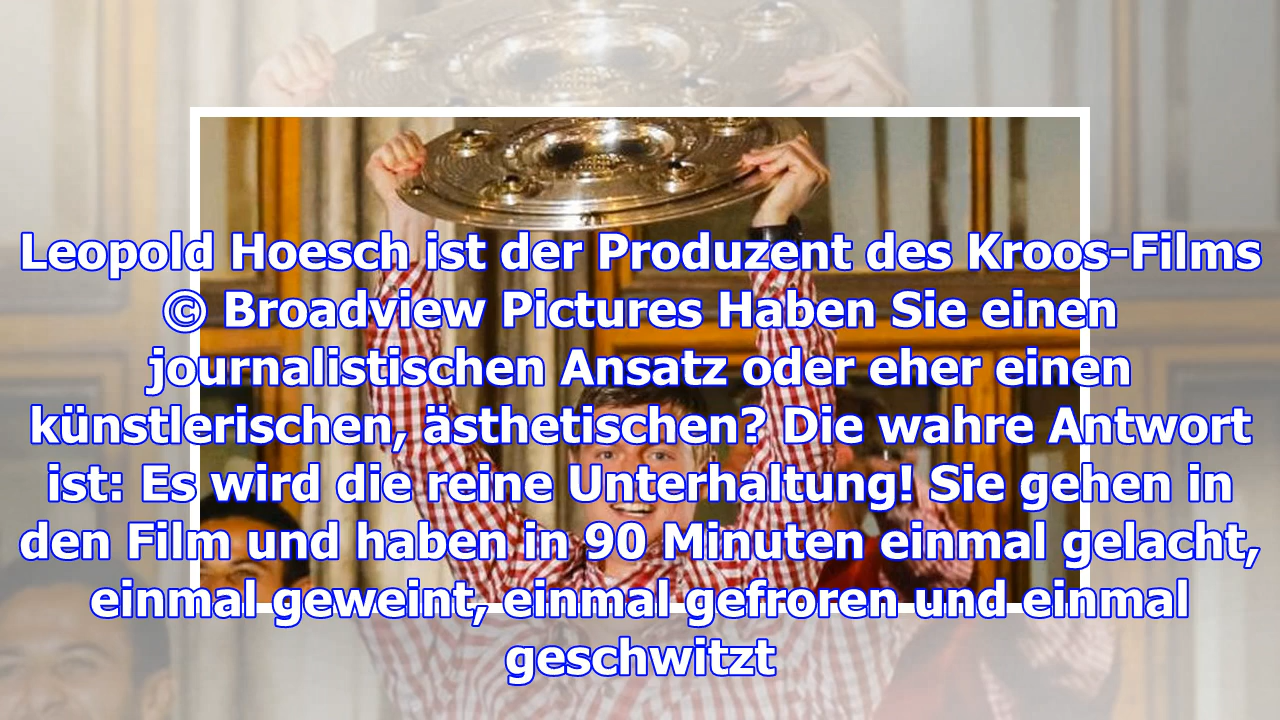 Leopold Hoesch ist der Produzent des Kroos-Films
© Broadview Pictures Haben Sie einen
journalistischen Ansatz oder eher einen
künstlerischen, ästhetischen? Die wahre Antwort
ist: Es wird die reine Unterhaltung! Sie gehen in
den Film und haben in 90 Minuten einmal gelacht,
einmal geweint, einmal gefroren und einmal
geschwitzt